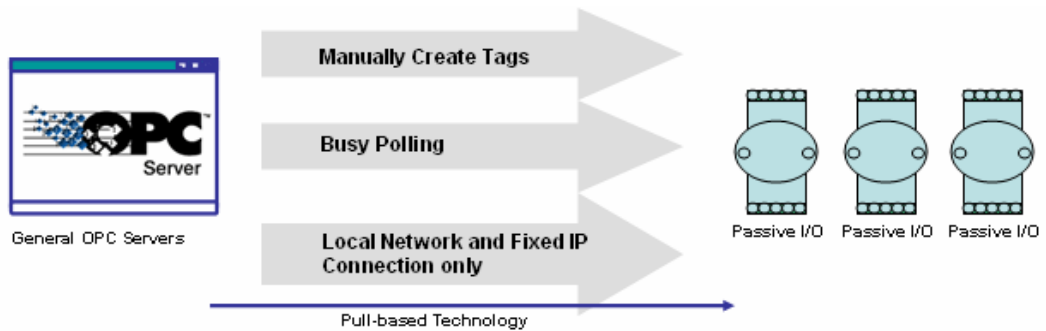 Manually Create Tags
OPC™
Server
Busy Polling
General OPC Servers
Local Network and Fixed IP
Connection only
Passive I/O Passive I/O Passive I/O
Pull-based Technology